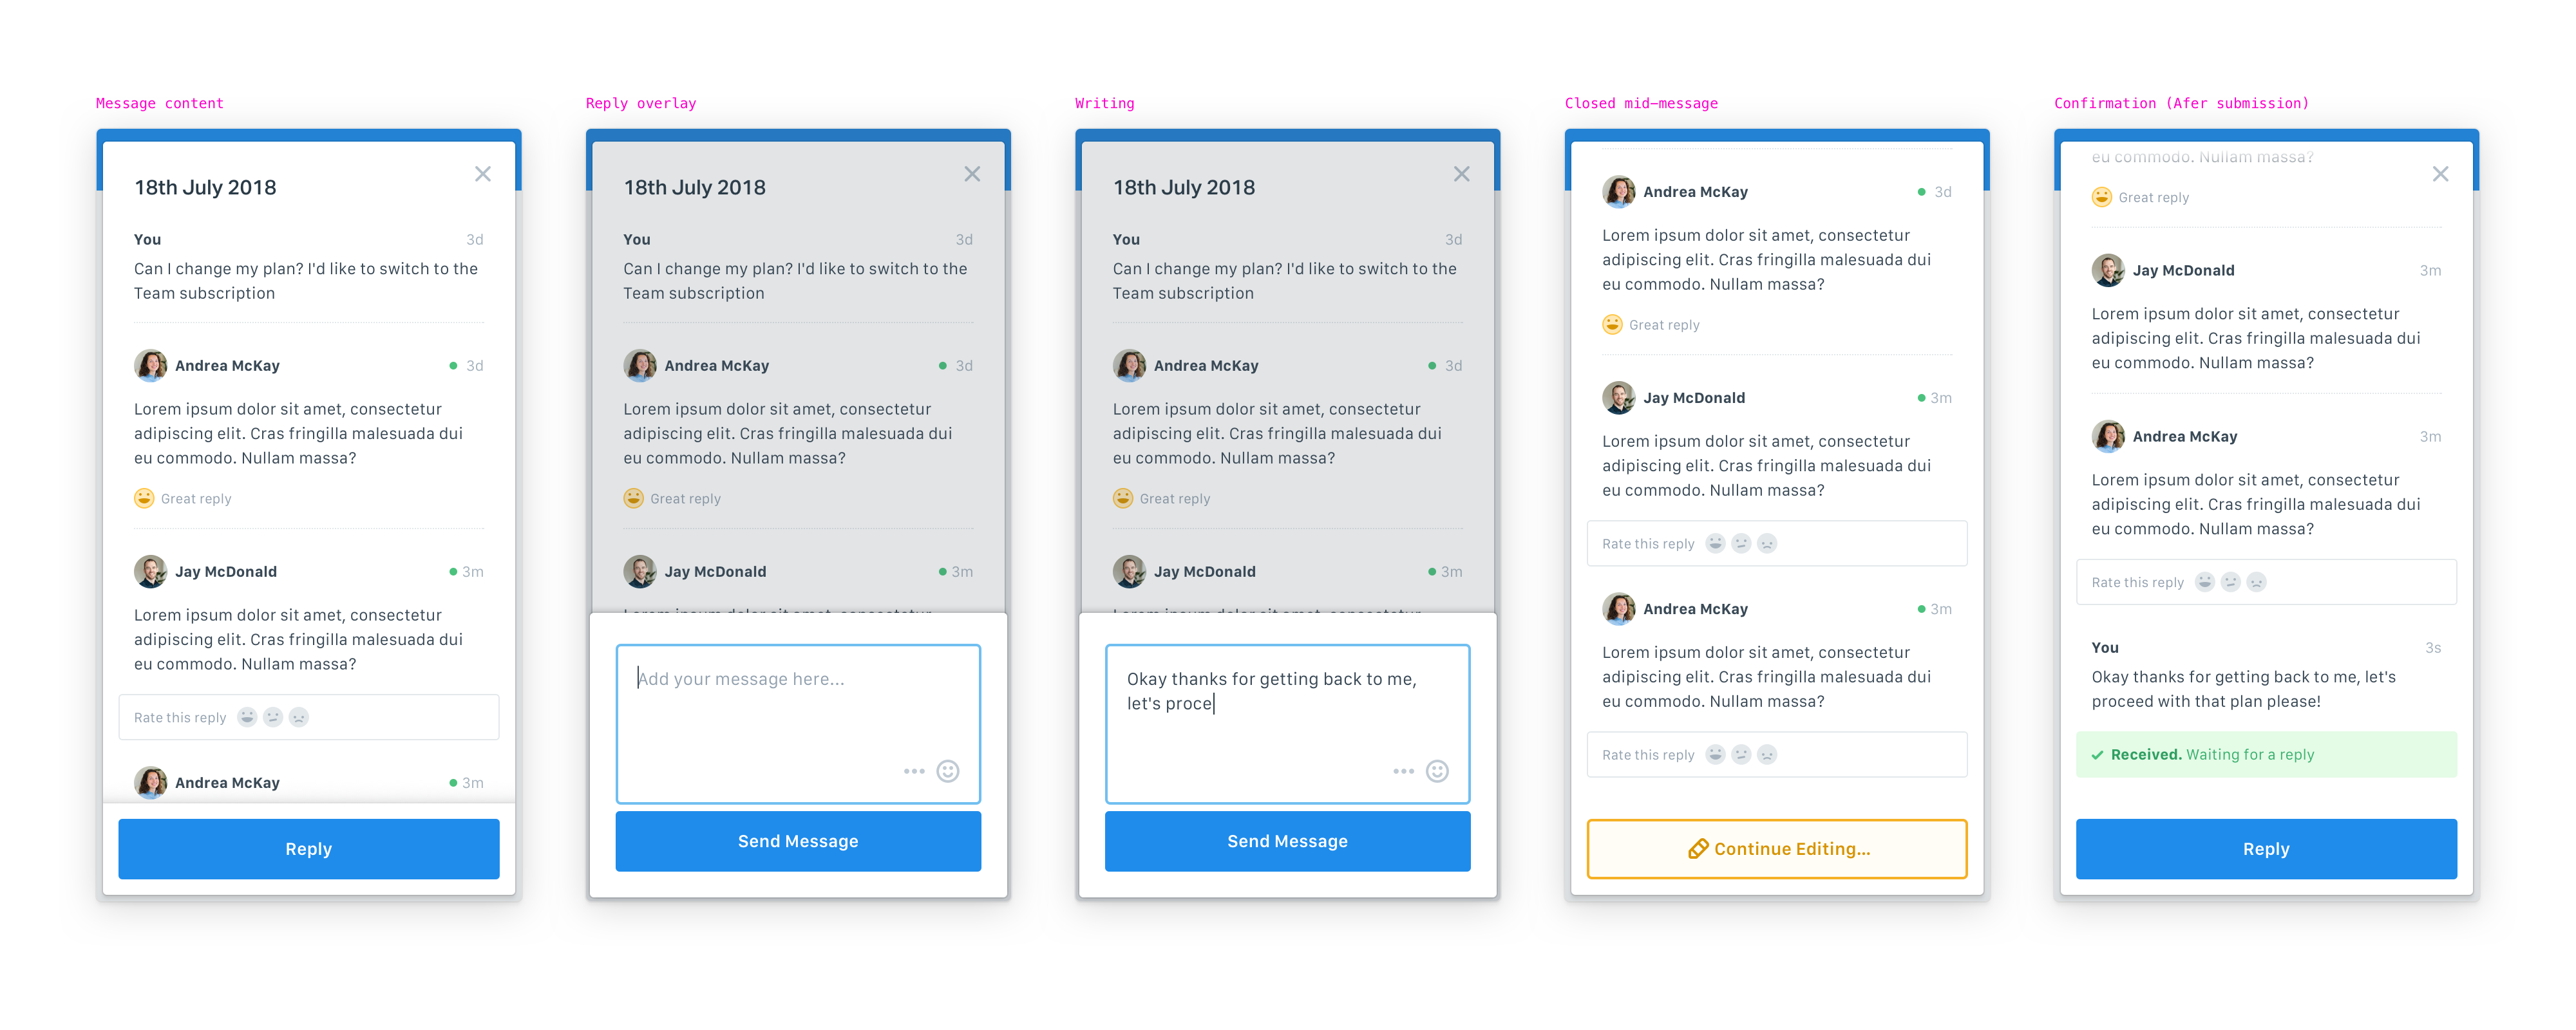 Message content
18th July 2018
You 3d
Can I change my plan? I'd like to switch to the
Team subscription
Andrea McKay 3d
Lorem ipsum dolor sit amet, consectetur
adipiscing elit. Cras fringilla malesuada dui
eu commodo. Nullam massa?
Great reply
Jay McDonald 3m
Lorem ipsum dolor sit amet, consectetur
adipiscing elit. Cras fringilla malesuada dui
eu commodo. Nullam massa?
Rate this reply
Andrea McKay 3m
Reply
Reply overlay
18th July 2018
You 3d
Can I change my plan? I'd like to switch to the
Team subscription
Andrea McKay 3d
Lorem ipsum dolor sit amet, consectetur
adipiscing elit. Cras fringilla malesuada dui
eu commodo. Nullam massa?
Great reply
Jay McDonald 3m
Add your message here...
Send Message
Writing
18th July 2018
You 3d
Can I change my plan? I'd like to switch to the
Team subscription
Andrea McKay 3d
Lorem ipsum dolor sit amet, consectetur
adipiscing elit. Cras fringilla malesuada dui
eu commodo. Nullam massa?
Great reply
Jay McDonald 3m
Okay thanks for getting back to me,
let's proce
Send Message
Closed mid-message
Andrea McKay 3d
Lorem ipsum dolor sit amet, consectetur
adipiscing elit. Cras fringilla malesuada dui
eu commodo. Nullam massa?
Great reply
Jay McDonald 3m
Lorem ipsum dolor sit amet, consectetur
adipiscing elit. Cras fringilla malesuada dui
eu commodo. Nullam massa?
Rate this reply
Andrea McKay 3m
Lorem ipsum dolor sit amet, consectetur
adipiscing elit. Cras fringilla malesuada dui
eu commodo. Nullam massa?
Rate this reply
Continue Editing...
Confirmation (Afer submission)
eu commodo. Nullam massa?
Great reply
Jay McDonald 3m
Lorem ipsum dolor sit amet, consectetur
adipiscing elit. Cras fringilla malesuada dui
eu commodo. Nullam massa?
Andrea McKay 3m
Lorem ipsum dolor sit amet, consectetur
adipiscing elit. Cras fringilla malesuada dui
eu commodo. Nullam massa?
Rate this reply
You 3s
Okay thanks for getting back to me, let's
proceed with that plan please!
Received. Waiting for a reply
Reply